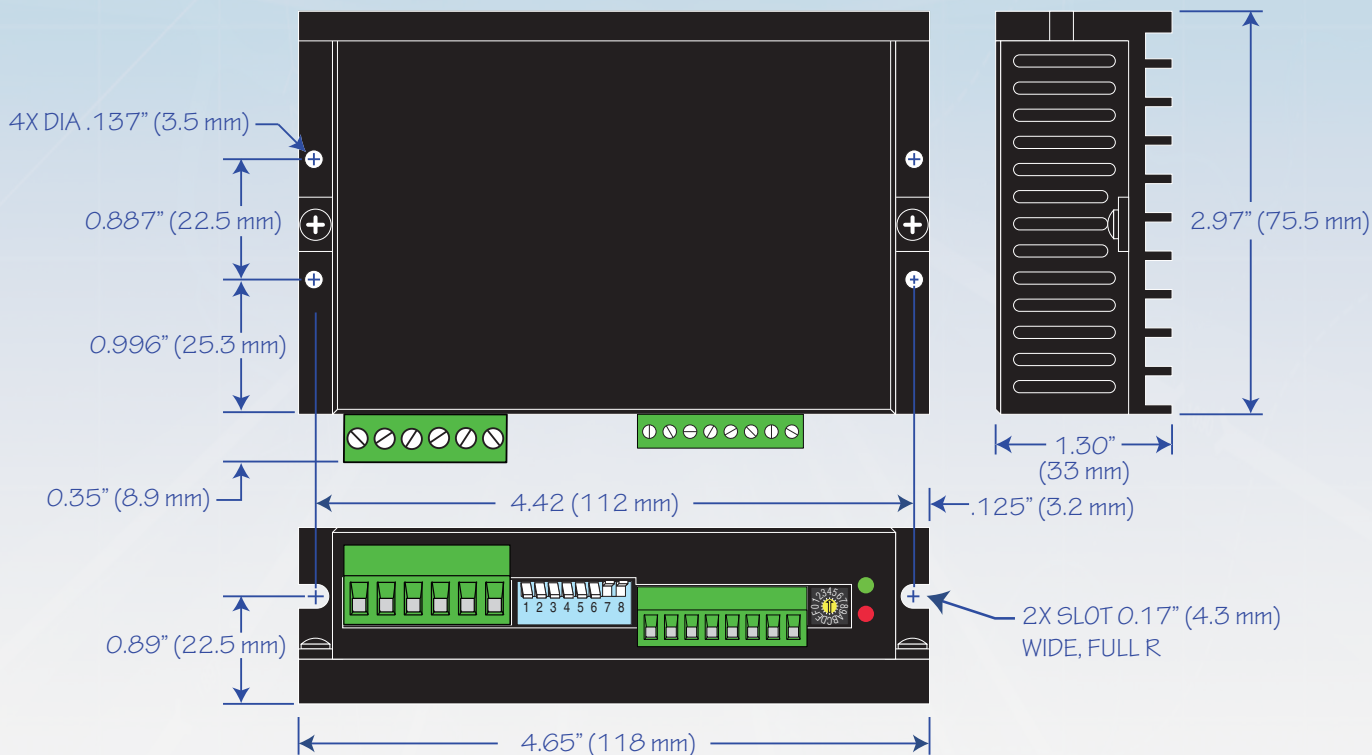 4X DIA .137” (3.5 mm)
0.887” (22.5 mm)
2.97” (75.5 mm)
0.996” (25.3 mm)
1.30”
(33 mm)
0.35” (8.9 mm)
4.42 (112 mm)
.125” (3.2 mm)
1 2 3 4 5 6 7 8
0123456789ABCDEF
0.89” (22.5 mm)
2X SLOT 0.17” (4.3 mm)
WIDE, FULL R
4.65” (118 mm)